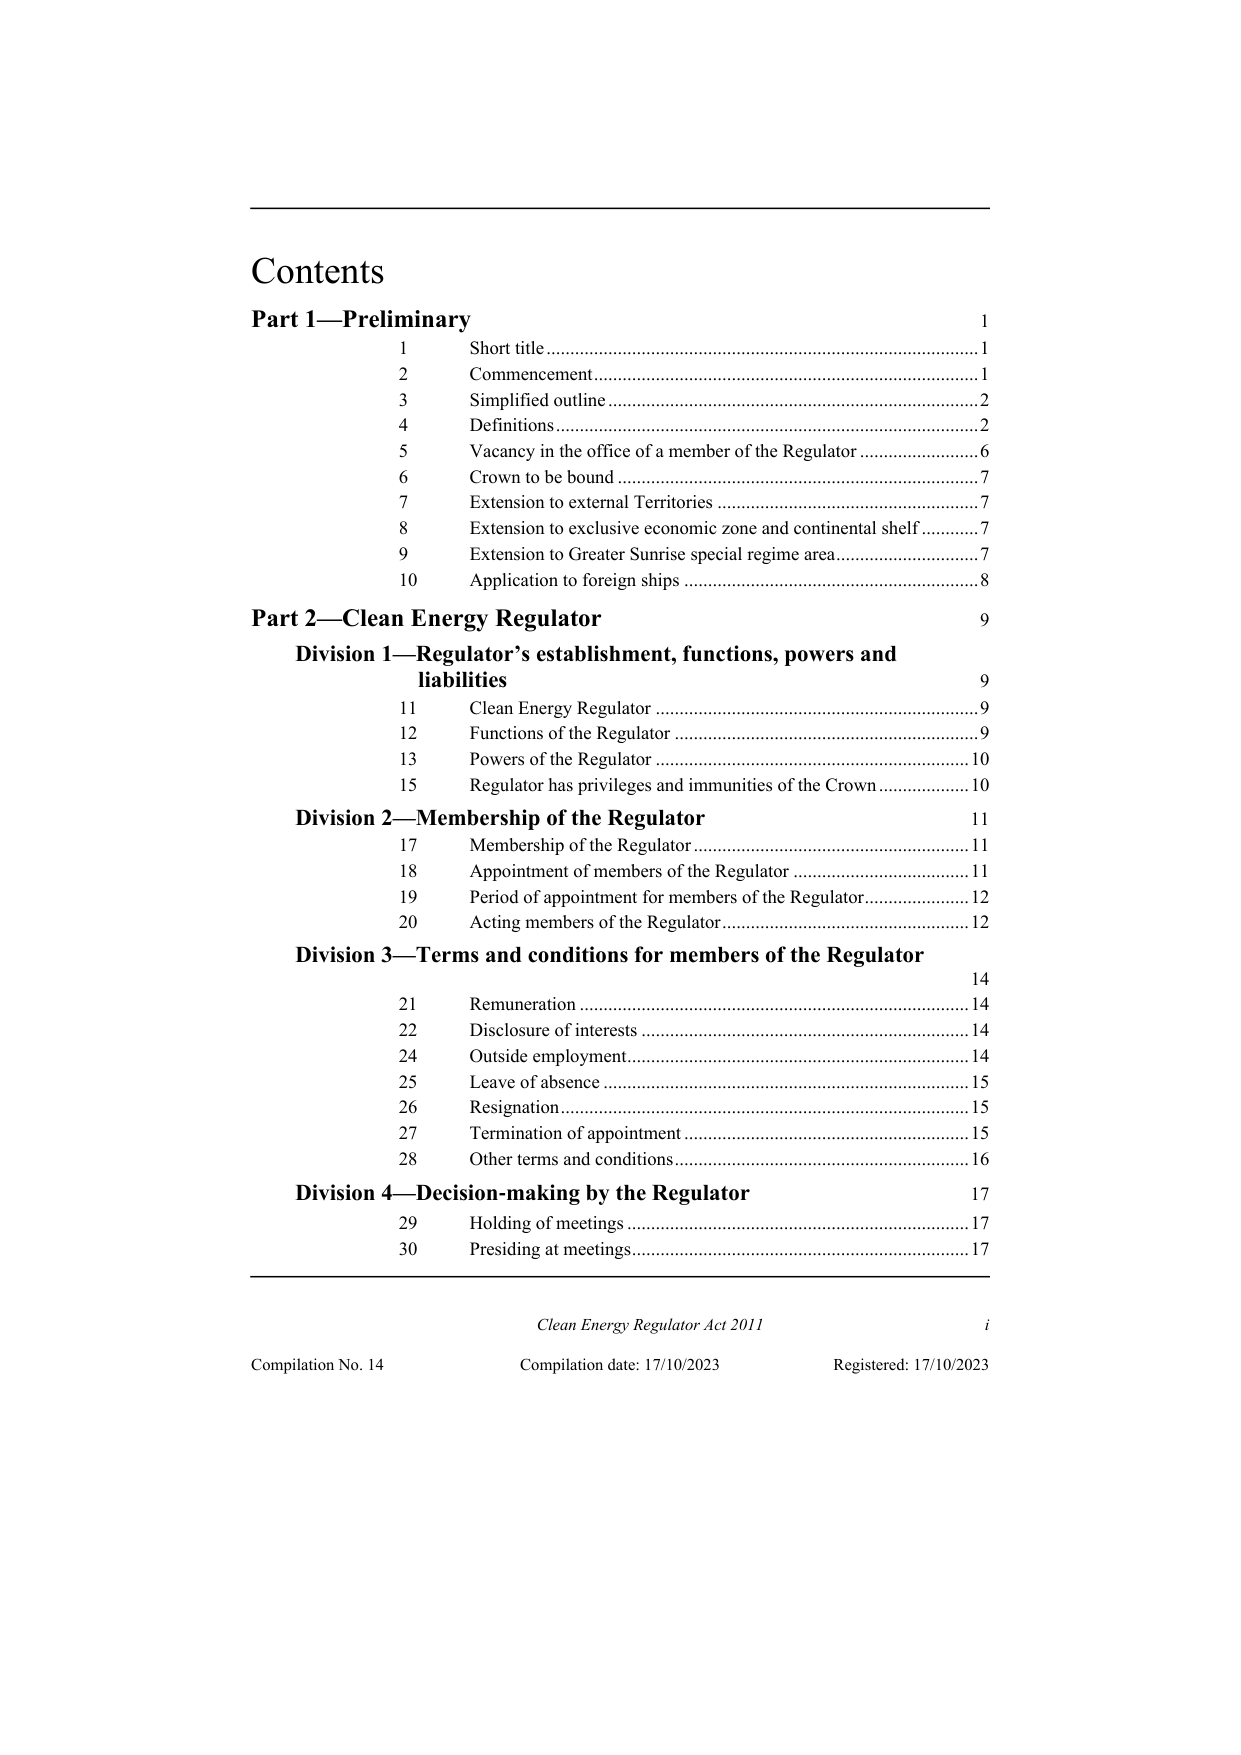 Contents
Part 1—Preliminary 1
1 Short title 1
2 Commencement 1
3 Simplified outline 2
4 Definitions 2
5 Vacancy in the office of a member of the Regulator 6
6 Crown to be bound 7
7 Extension to external Territories 7
8 Extension to exclusive economic zone and continental shelf 7
9 Extension to Greater Sunrise special regime area 7
10 Application to foreign ships 8
Part 2—Clean Energy Regulator 9
Division 1—Regulator’s establishment, functions, powers and
liabilities 9
11 Clean Energy Regulator 9
12 Functions of the Regulator 9
13 Powers of the Regulator 10
15 Regulator has privileges and immunities of the Crown 10
Division 2—Membership of the Regulator 11
17 Membership of the Regulator 11
18 Appointment of members of the Regulator 11
19 Period of appointment for members of the Regulator 12
20 Acting members of the Regulator 12
Division 3—Terms and conditions for members of the Regulator
14
21 Remuneration 14
22 Disclosure of interests 14
24 Outside employment 14
25 Leave of absence 15
26 Resignation 15
27 Termination of appointment 15
28 Other terms and conditions 16
Division 4—Decision-making by the Regulator 17
29 Holding of meetings 17
30 Presiding at meetings 17
Clean Energy Regulator Act 2011 i
Compilation No. 14 Compilation date: 17/10/2023 Registered: 17/10/2023